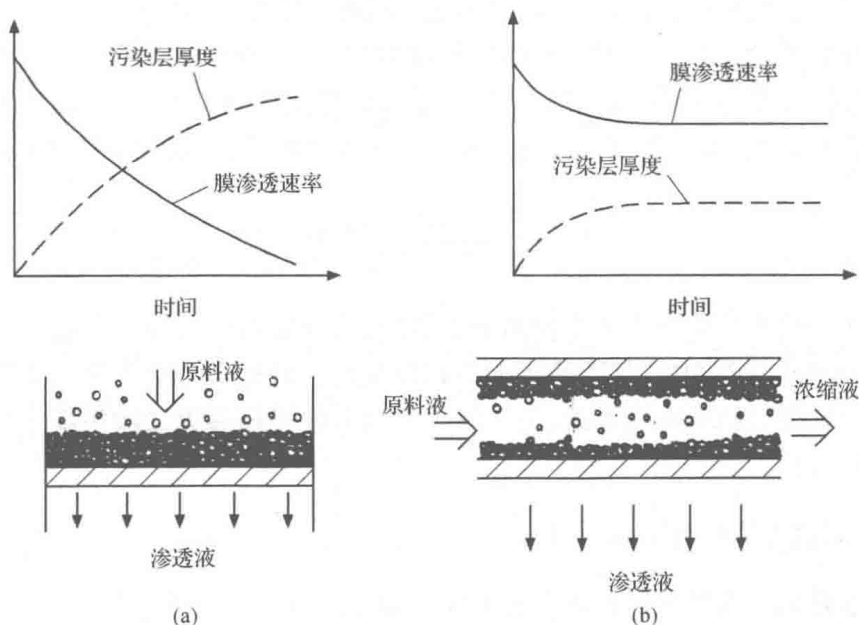 污染层厚度
膜渗透速率
时间
原料液
渗透液
(a)
膜渗透速率
污染层厚度
时间
原料液
浓缩液
渗透液
(b)